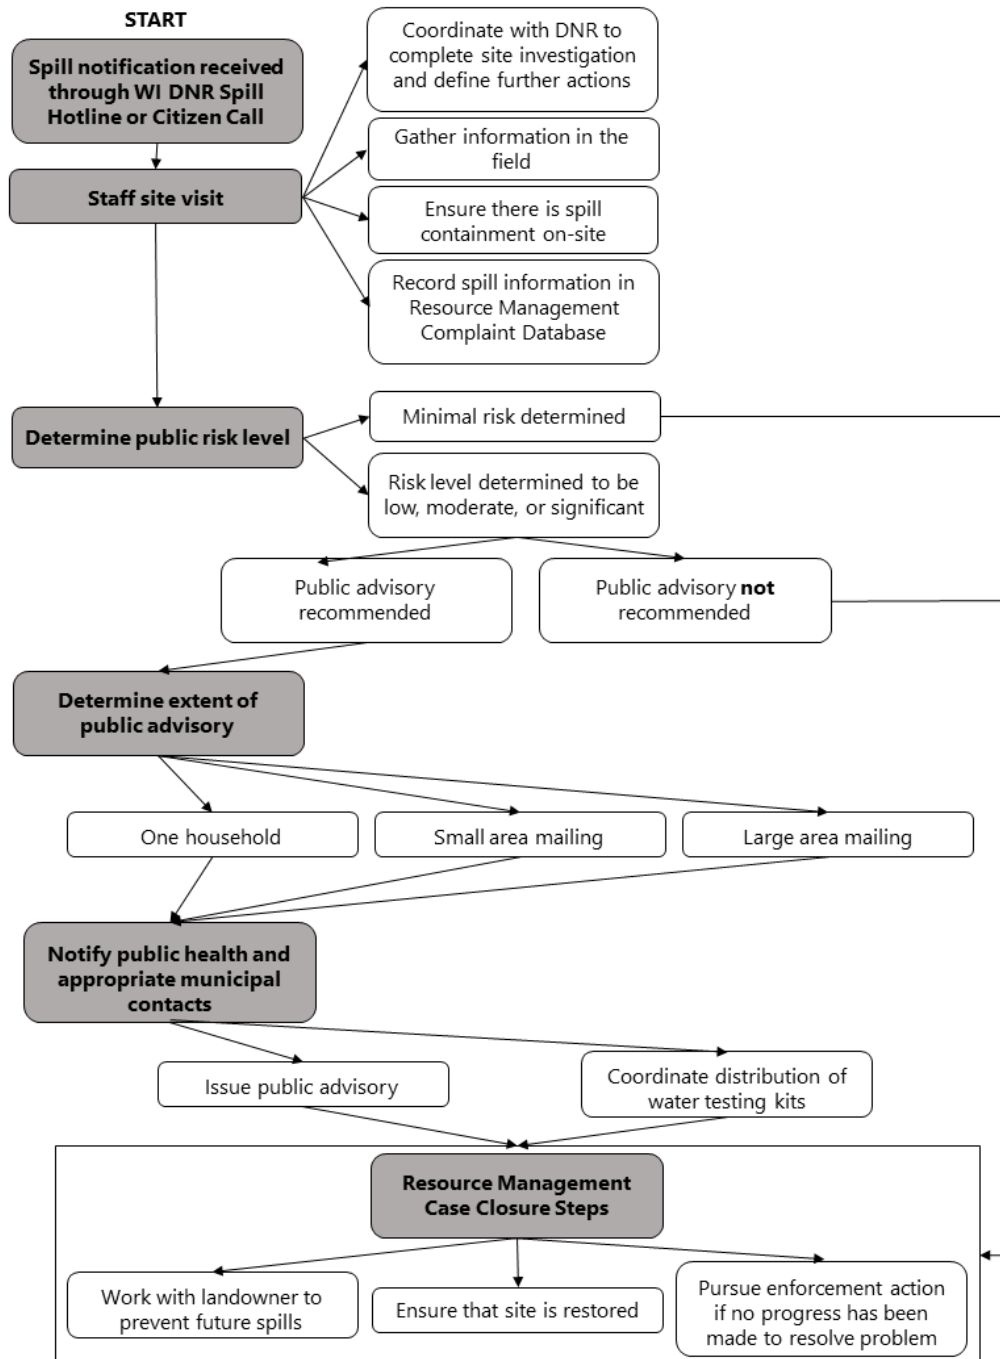 START
Spill notification received
through WI DNR Spill
Hotline or Citizen Call
Coordinate with DNR to
complete site investigation
and define further actions
Gather information in the
field
Staff site visit
Ensure there is spill
containment on-site
Record spill information in
Resource Management
Complaint Database
Minimal risk determined
Determine public risk level
Risk level determined to be
low, moderate, or significant
Public advisory
recommended
Public advisory not
recommended
Determine extent of
public advisory
One household
Small area mailing
Large area mailing
Notify public health and
appropriate municipal
contacts
Issue public advisory
Coordinate distribution of
water testing kits
Resource Management
Case Closure Steps
Work with landowner to
prevent future spills
Ensure that site is restored
Pursue enforcement action
if no progress has been
made to resolve problem